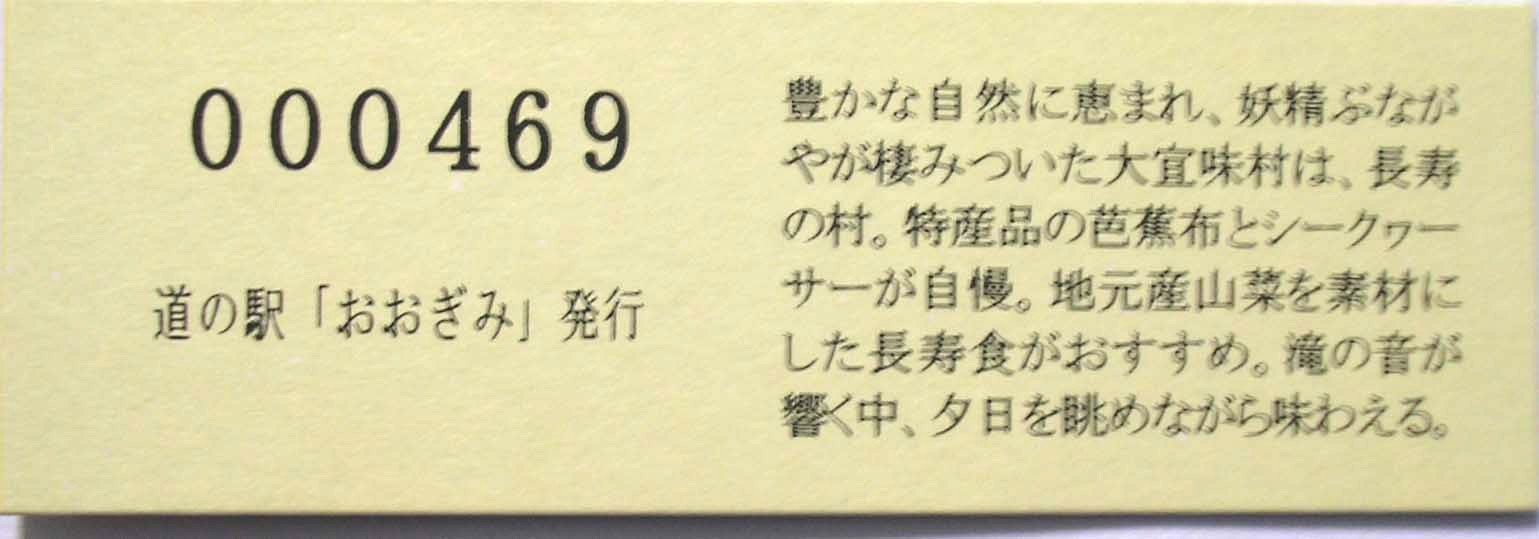 000469
道の駅「おおぎみ」発行
豊かな自然に恵まれ、妖精ぶなが
やが棲みついた大宜味村は、長寿
の村。特産品の芭蕉布とシークヮー
サーが自慢。地元産山菜を素材に
した長寿食がおすすめ。滝の音が
響く中、夕日を眺めながら味わえる。